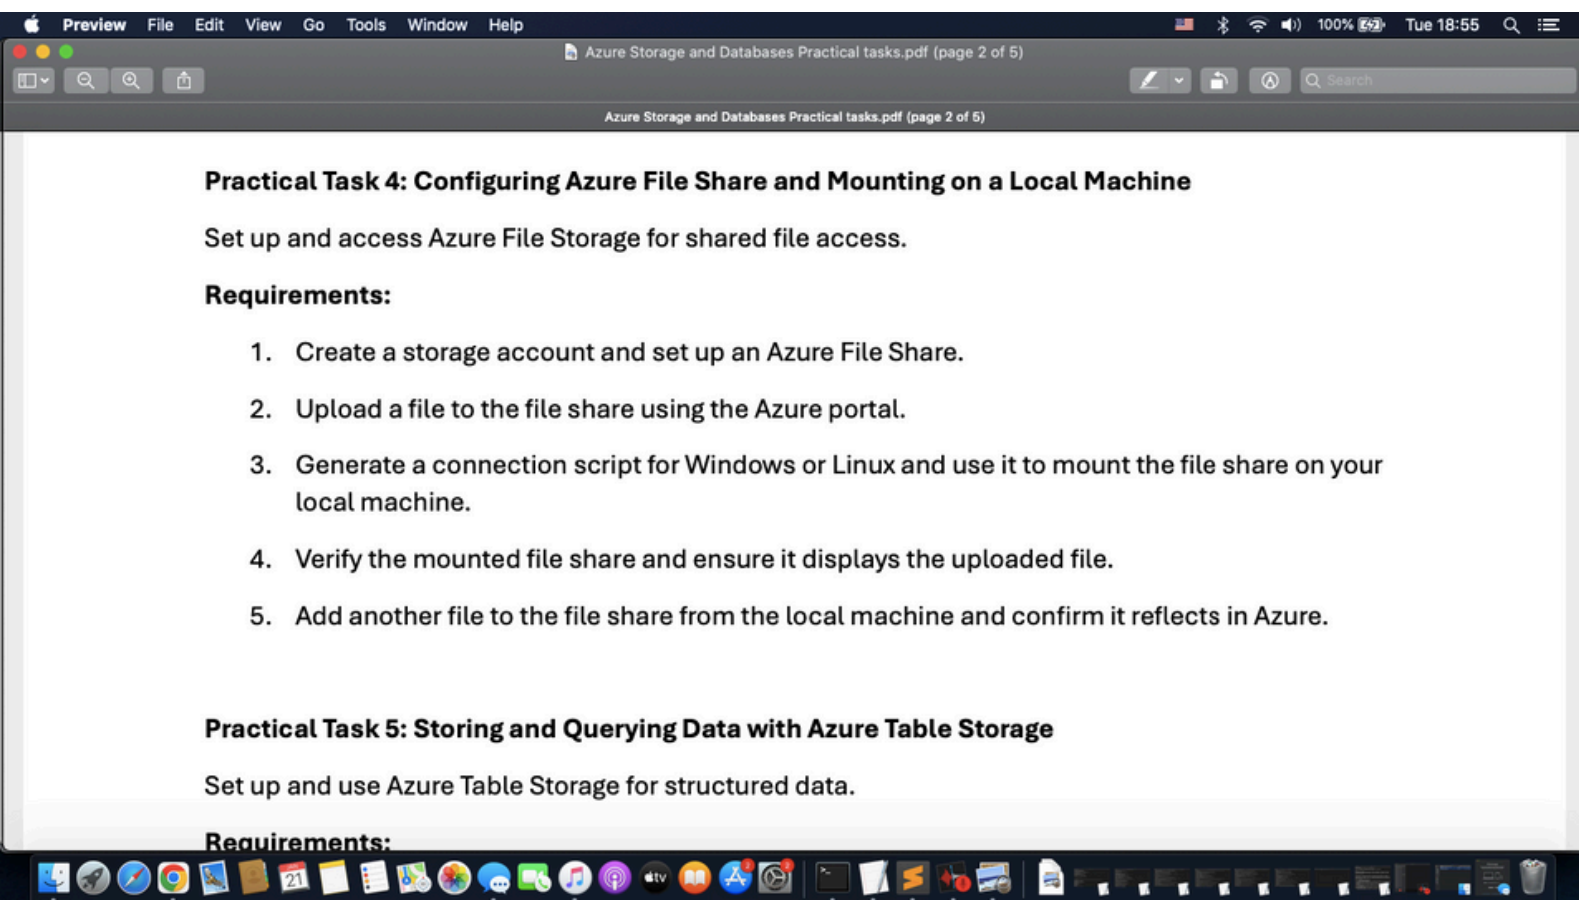 Preview File Edit View Go Tools Window Help 100% Tue 18:55
Azure Storage and Databases Practical tasks.pdf (page 2 of 5)
Search
Azure Storage and Databases Practical tasks.pdf (page 2 of 5)
Practical Task 4: Configuring Azure File Share and Mounting on a Local Machine
Set up and access Azure File Storage for shared file access.
Requirements:
1. Create a storage account and set up an Azure File Share.
2. Upload a file to the file share using the Azure portal.
3. Generate a connection script for Windows or Linux and use it to mount the file share on your
local machine.
4. Verify the mounted file share and ensure it displays the uploaded file.
5. Add another file to the file share from the local machine and confirm it reflects in Azure.
Practical Task 5: Storing and Querying Data with Azure Table Storage
Set up and use Azure Table Storage for structured data.
Requirements:
21
tv